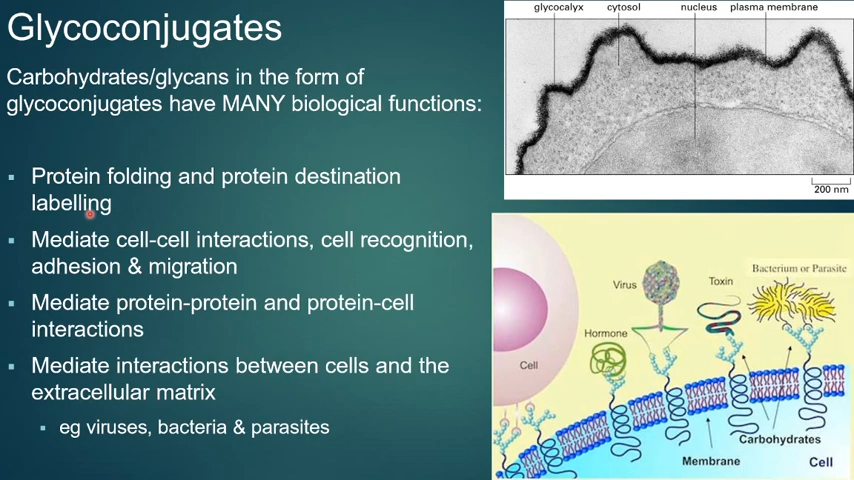 Glycoconjugates
Carbohydrates/glycans in the form of
glycoconjugates have MANY biological functions:
Protein folding and protein destination
labelling
Mediate cell-cell interactions, cell recognition,
adhesion & migration
Mediate protein-protein and protein-cell
interactions
Mediate interactions between cells and the
extracellular matrix
eg viruses, bacteria & parasites
glycocalyx cytosol nucleus plasma membrane
200 nm
Bacterium or Parasite
Toxin
Virus
Hormone
Cell
Carbohydrates
Membrane
Cell